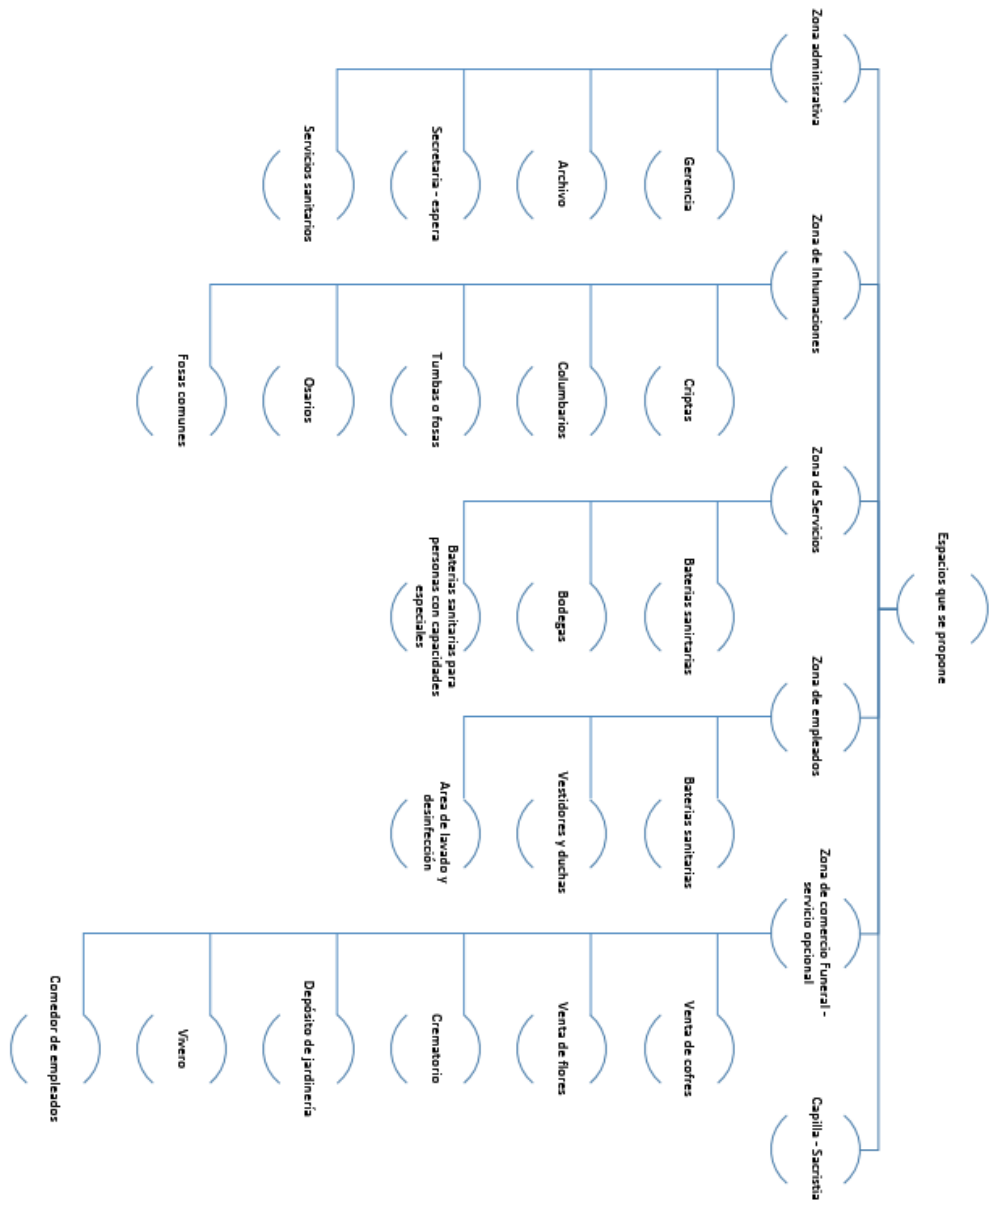 Espacios que se propone
Zona adminisrativa
Gerencia
Archivo
Secretaria - espera
Servicios sanitarios
Zona de Inhumaciones
Criptas
Columbarios
Tumbas o fosas
Osarios
Fosas comunes
Zona de Servicios
Baterias sanirtarias
Bodegas
Baterias sanitarias para
personas con capacidades
especiales
Zona de empleados
Baterias sanitarias
Vestidores y duchas
Area de lavado y
desinfección
Zona de comercio Funeral -
servicio opcional
Venta de cofres
Venta de flores
Crematorio
Depósito de jardinería
Vivero
Comedor de empleados
Capilla - Sacristia